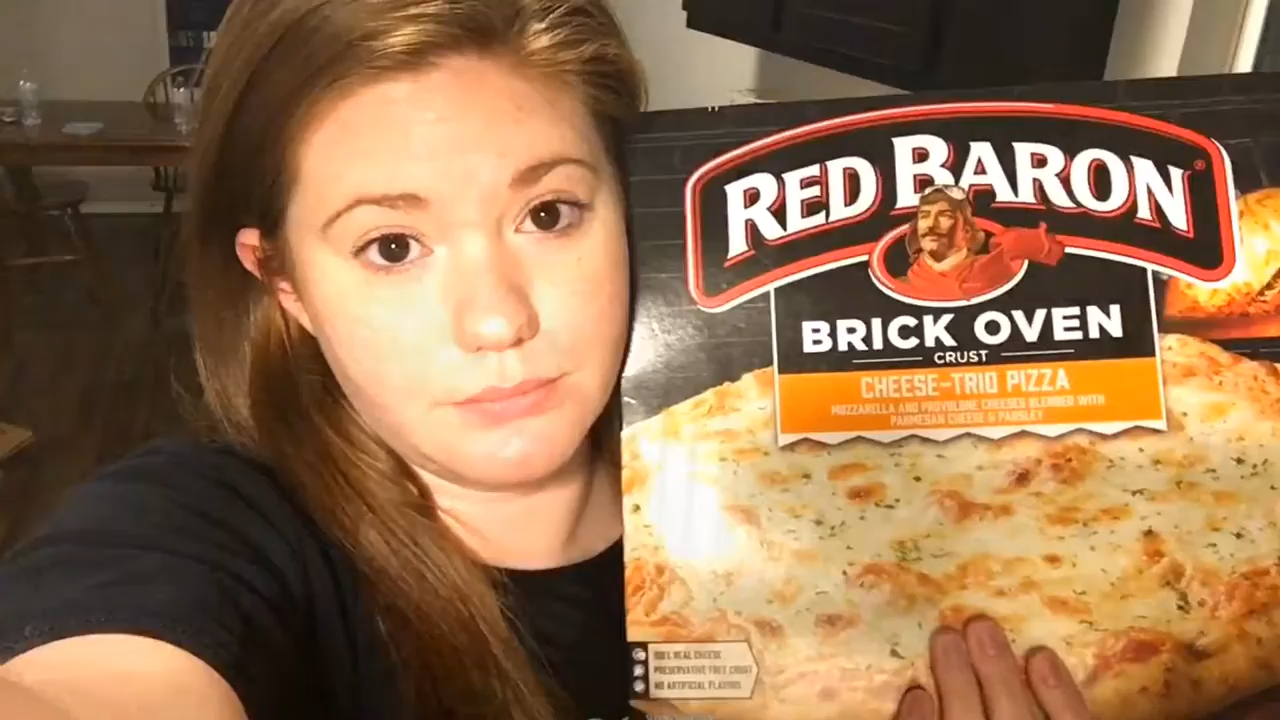 RED BARON®
BRICK OVEN
CRUST
CHEESE-TRIO PIZZA
MOZZARELLA AND PROVOLONE CHEESES BLENDED WITH
PARMESAN CHEESE & PARSLEY
100% REAL CHEESE
PRESERVATIVE FREE CRUST
NO ARTIFICIAL FLAVORS